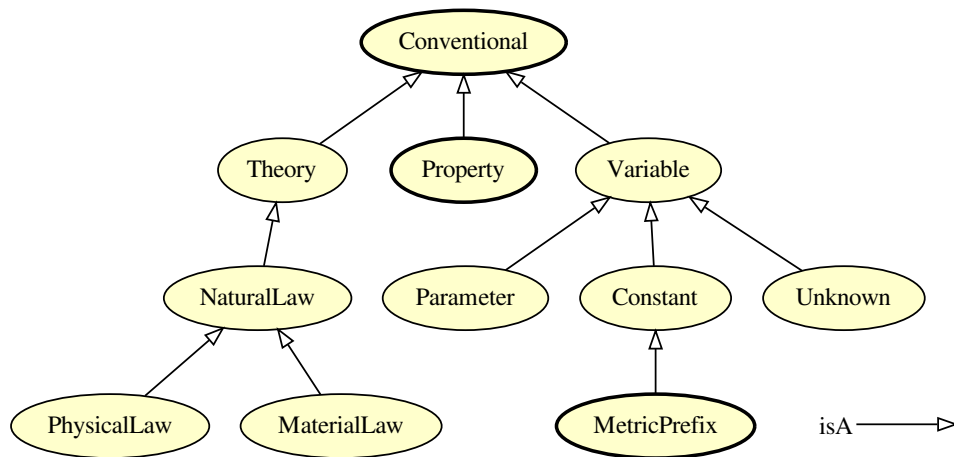 Conventional
Theory
Property
Variable
NaturalLaw
Parameter
Constant
Unknown
PhysicalLaw
MaterialLaw
MetricPrefix
isA